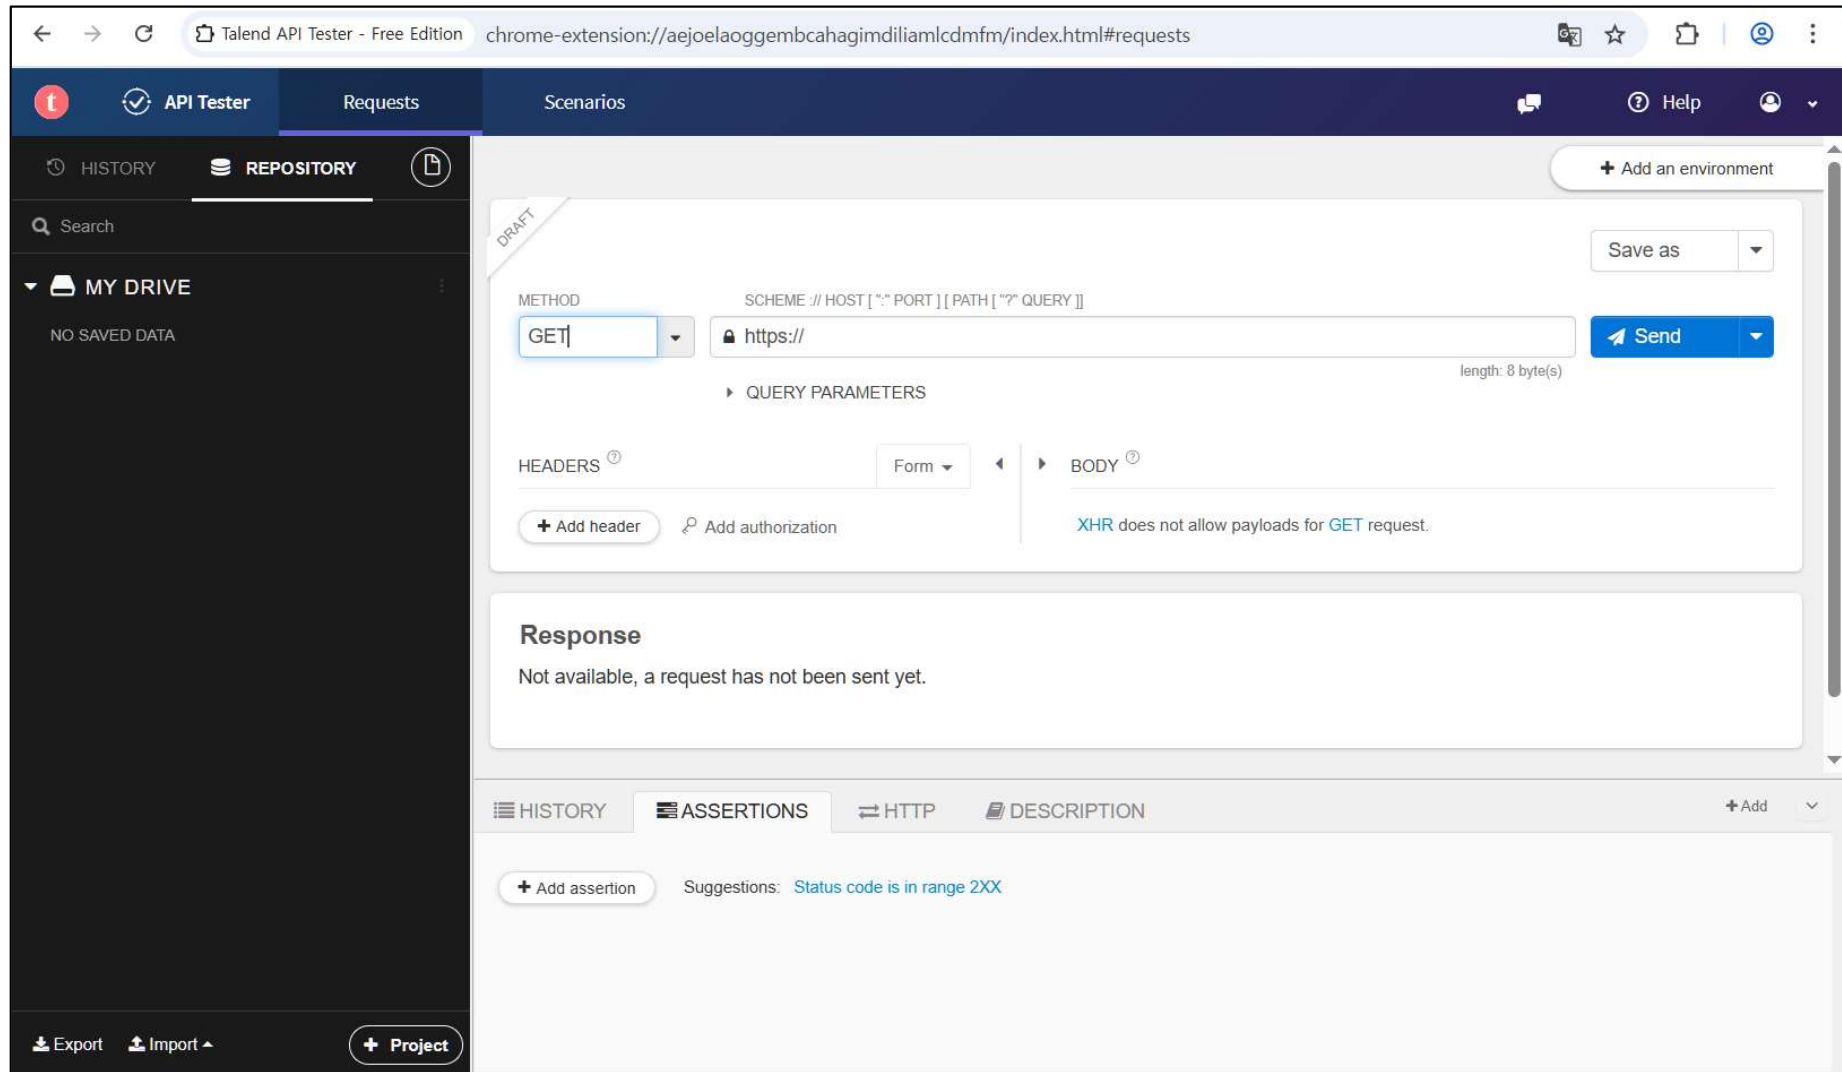 Talend API Tester - Free Edition chrome-extension://aejoelaoggembcahagimdiliamlcdmfm/index.html#requests
t API Tester Requests Scenarios Help
HISTORY REPOSITORY
+ Add an environment
Search
DRAFT
Save as
MY DRIVE
METHOD SCHEME :// HOST [ ":" PORT ] [ PATH [ "?" QUERY ]]
NO SAVED DATA
GET https:// Send
length: 8 byte(s)
QUERY PARAMETERS
HEADERS ? Form BODY ?
+ Add header Add authorization XHR does not allow payloads for GET request.
Response
Not available, a request has not been sent yet.
HISTORY ASSERTIONS HTTP DESCRIPTION + Add
+ Add assertion Suggestions: Status code is in range 2XX
Export Import + Project